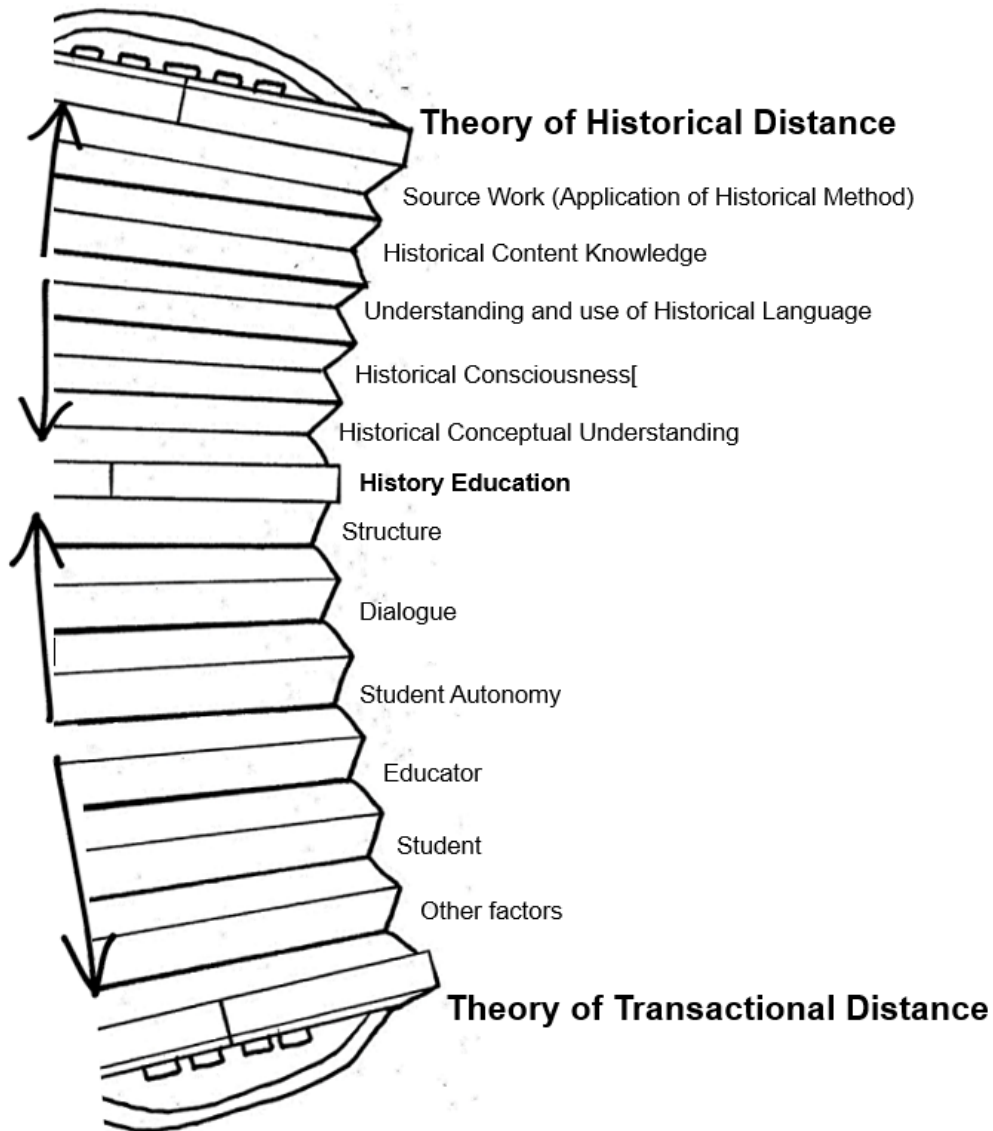 Theory of Historical Distance
Source Work (Application of Historical Method)
Historical Content Knowledge
Understanding and use of Historical Language
Historical Consciousness[
Historical Conceptual Understanding
History Education
Structure
Dialogue
Student Autonomy
Educator
Student
Other factors
Theory of Transactional Distance